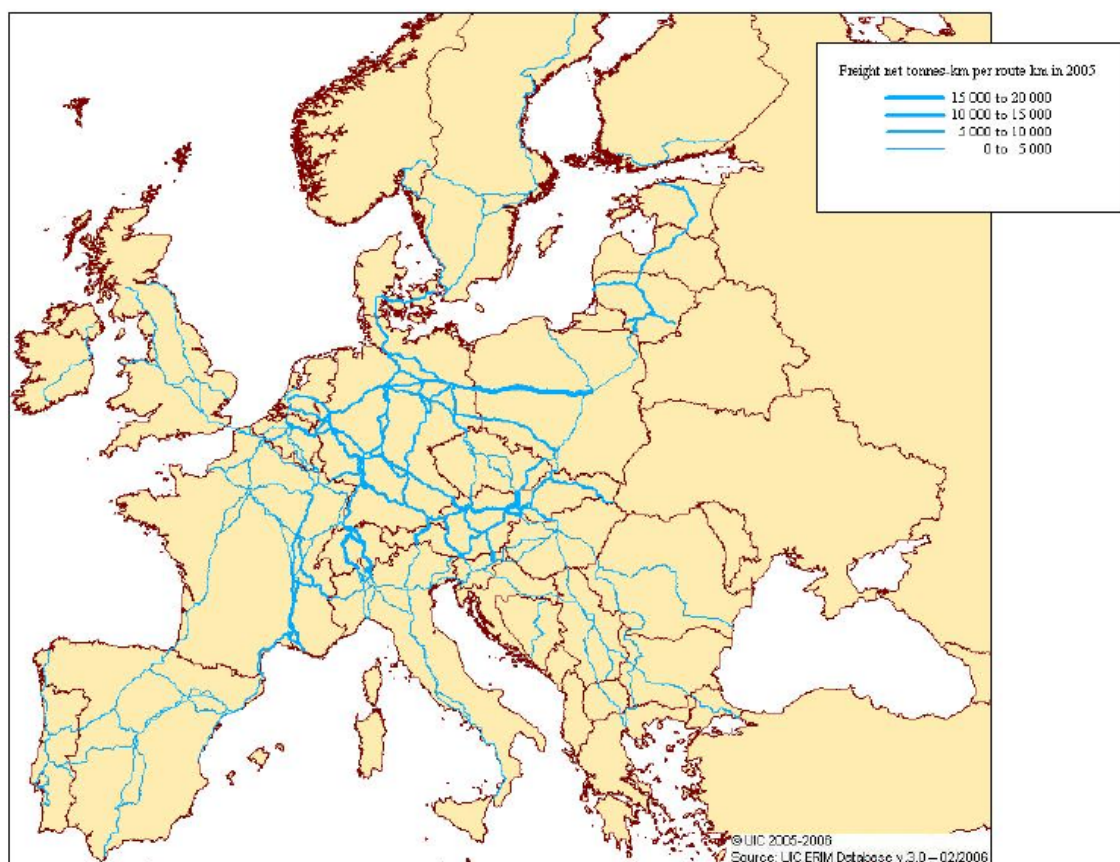 Freight net tonnes-km per route km in 2005
15 000 to 20 000
10 000 to 15 000
5 000 to 10 000
0 to 5 000
© UIC 2005-2006
Source: UIC ERIM Database v.3.0 – 02/2006